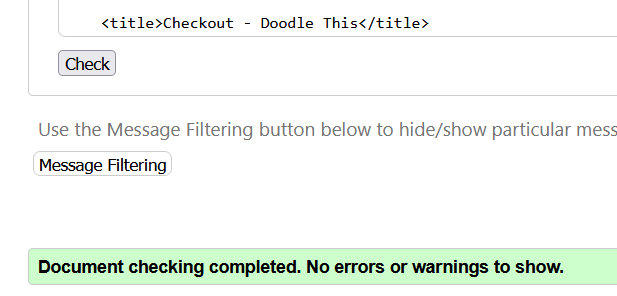 <title>Checkout - Doodle This</title>
Check
Use the Message Filtering button below to hide/show particular mess
Message Filtering
Document checking completed. No errors or warnings to show.